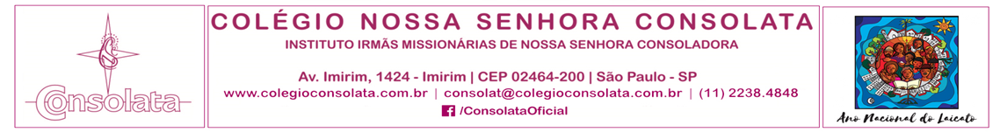 Consolata
COLÉGIO NOSSA SENHORA CONSOLATA
INSTITUTO IRMÃS MISSIONÁRIAS DE NOSSA SENHORA CONSOLADORA
Av. Imirim, 1424 - Imirim | CEP 02464-200 | São Paulo - SP
www.colegioconsolata.com.br | consolat@colegioconsolata.com.br | (11) 2238.4848
/ConsolataOficial
Ano Nacional do Laicato